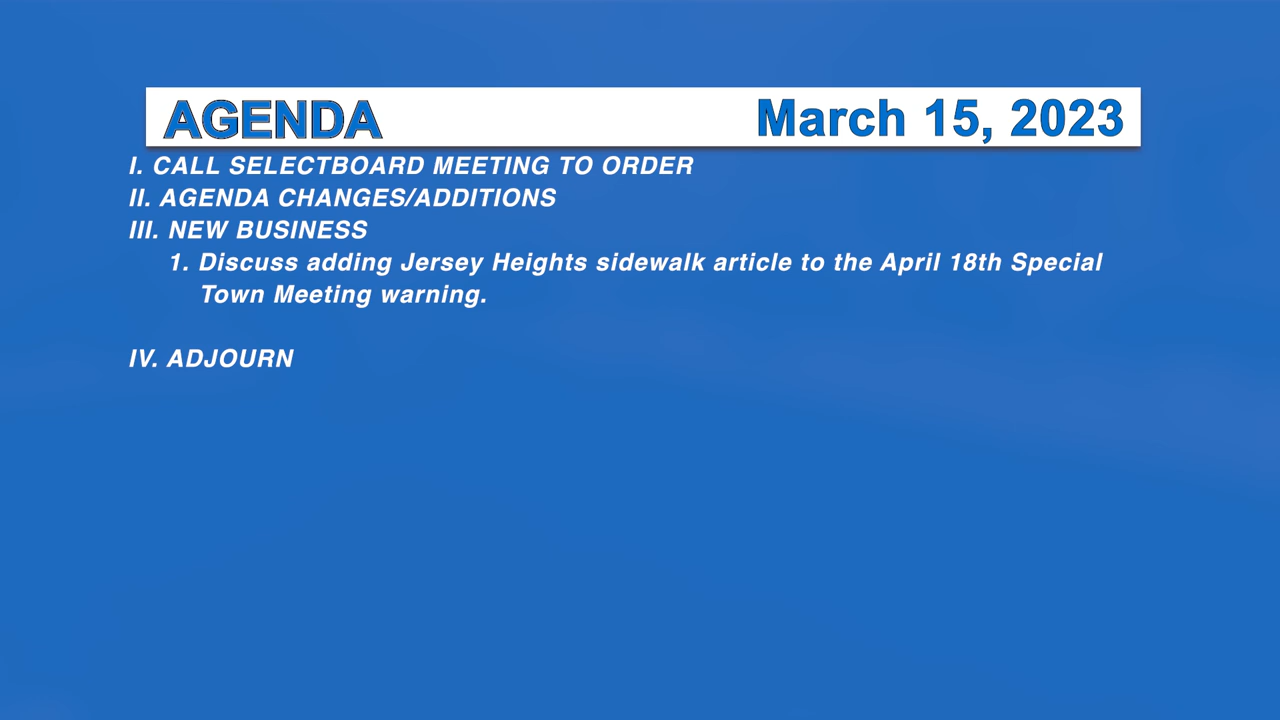 AGENDA March 15, 2023
I. CALL SELECTBOARD MEETING TO ORDER
II. AGENDA CHANGES/ADDITIONS
III. NEW BUSINESS
1. Discuss adding Jersey Heights sidewalk article to the April 18th Special
Town Meeting warning.
IV. ADJOURN